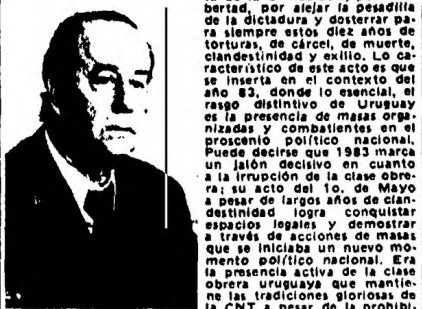 bertad, por alejar la pesadilla
de la dictadura y dosterrar pa-
ra siempre estos diez años de
torturas, de cárcel, de muerte,
clandestinidad y exilio. Lo ca-
racterístico de este acto es que
se inserta en el contexto del
año 83, donde lo esencial, el
rasgo distintivo de Uruguay
es la presencia de masas orga-
nizadas y combatientes en el
proscenio político nacional.
Puede decirse que 1983 marca
un jalón decisivo en cuanto
a la irrupción de la clase obre-
ra; su acto del 1o. de Mayo
a pesar de largos años de clan-
destinidad logra conquistar
espacios legales y demostrar
a través de acciones de masas
que se iniciaba un nuevo mo-
mento político nacional. Era
la presencia activa de la clase
obrera uruguaya que mantie-
ne las tradiciones gloriosas de
la CNT a pesar de la prohibi-